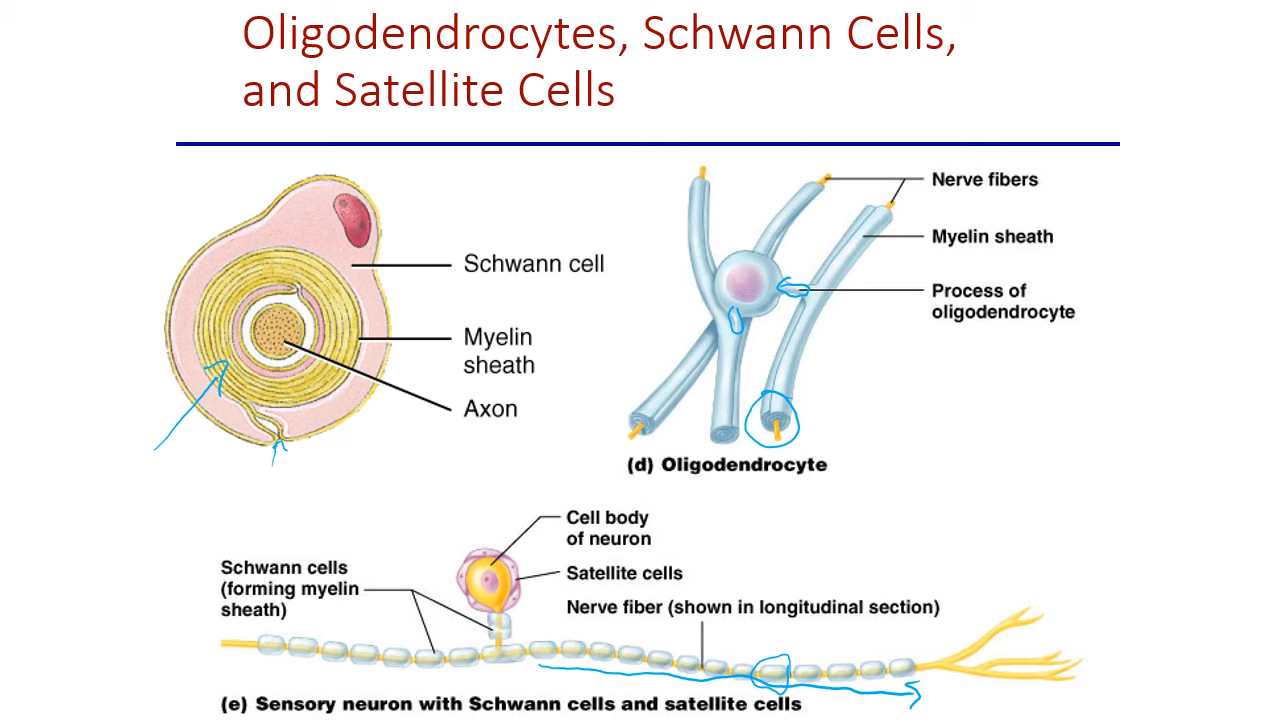 Oligodendrocytes, Schwann Cells,
and Satellite Cells
Schwann cell
Myelin
sheath
Axon
Nerve fibers
Myelin sheath
Process of
oligodendrocyte
(d) Oligodendrocyte
Cell body
of neuron
Satellite cells
Schwann cells
(forming myelin
sheath)
Nerve fiber (shown in longitudinal section)
(e) Sensory neuron with Schwann cells and satellite cells